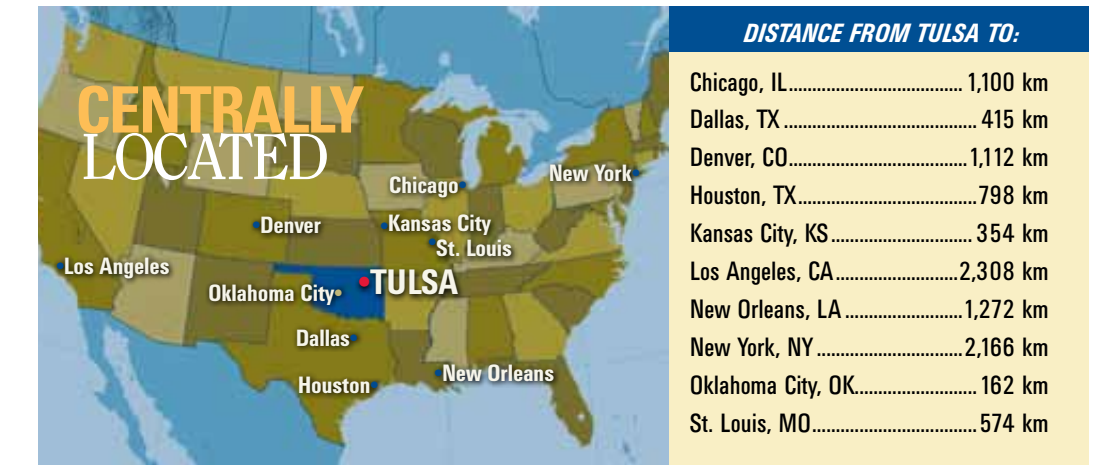 CENTRALLY
LOCATED
New York
Chicago
Denver
Kansas City
St. Louis
Los Angeles
TULSA
Oklahoma City
Dallas
Houston
New Orleans
DISTANCE FROM TULSA TO:
Chicago, IL..................................... 1,100 km
Dallas, TX ......................................... 415 km
Denver, CO......................................1,112 km
Houston, TX......................................798 km
Kansas City, KS.............................. 354 km
Los Angeles, CA..........................2,308 km
New Orleans, LA.........................1,272 km
New York, NY...............................2,166 km
Oklahoma City, OK.......................... 162 km
St. Louis, MO...................................574 km